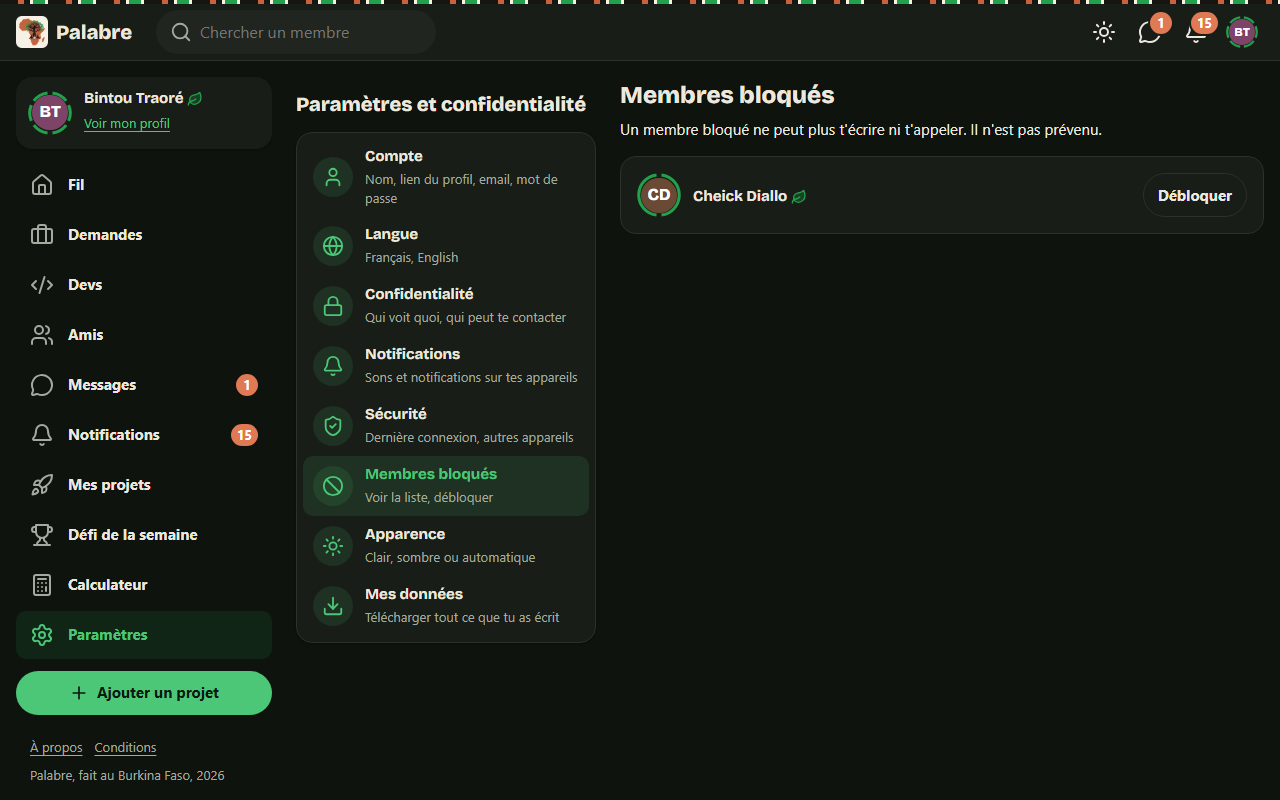 Palabre
Chercher un membre
1
15
BT
BT
Bintou Traoré
Voir mon profil
Fil
Demandes
Devs
Amis
Messages
1
Notifications
15
Mes projets
Défi de la semaine
Calculateur
Paramètres
Ajouter un projet
À propos
Conditions
Palabre, fait au Burkina Faso, 2026
Paramètres et confidentialité
Compte
Nom, lien du profil, email, mot de
passe
Langue
Français, English
Confidentialité
Qui voit quoi, qui peut te contacter
Notifications
Sons et notifications sur tes appareils
Sécurité
Dernière connexion, autres appareils
Membres bloqués
Voir la liste, débloquer
Apparence
Clair, sombre ou automatique
Mes données
Télécharger tout ce que tu as écrit
Membres bloqués
Un membre bloqué ne peut plus t'écrire ni t'appeler. Il n'est pas prévenu.
CD
Cheick Diallo
Débloquer